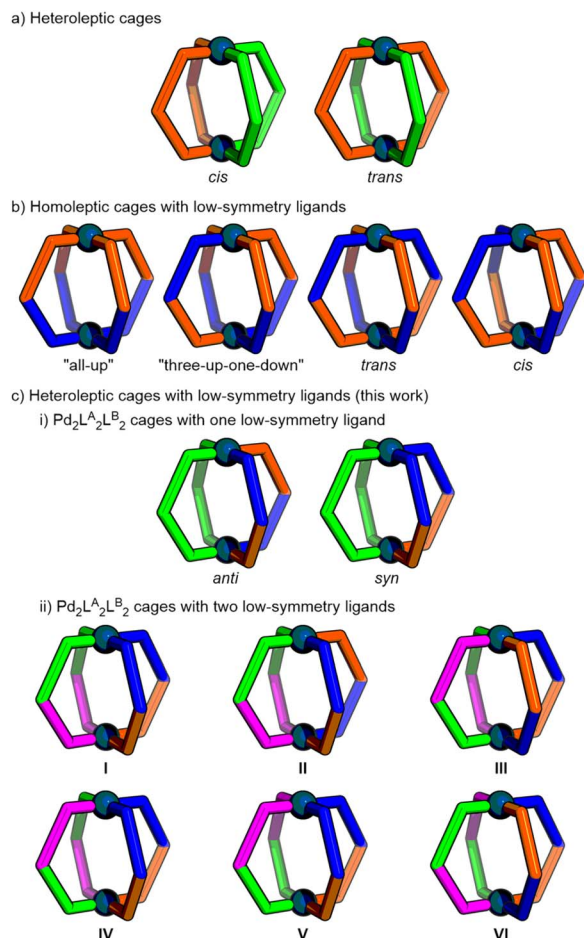 a) Heteroleptic cages
cis trans
b) Homoleptic cages with low-symmetry ligands
"all-up" "three-up-one-down" trans cis
c) Heteroleptic cages with low-symmetry ligands (this work)
i) Pd₂Lᴬ₂Lᴮ₂ cages with one low-symmetry ligand
anti syn
ii) Pd₂Lᴬ₂Lᴮ₂ cages with two low-symmetry ligands
I II III
IV V VI